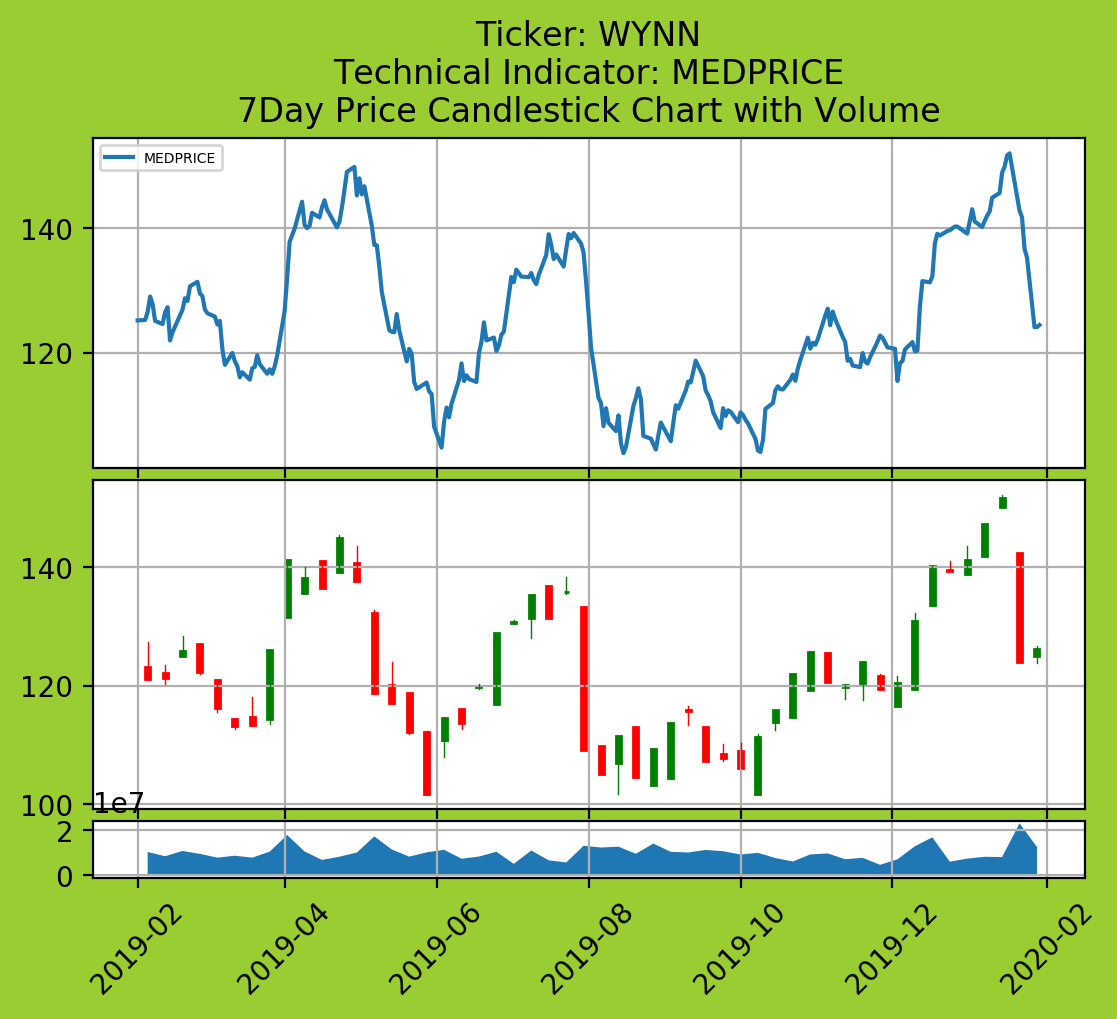 Ticker: WYNN
Technical Indicator: MEDPRICE
7Day Price Candlestick Chart with Volume
MEDPRICE
140
120
140
120
100
1e7
2
0
2019-02
2019-04
2019-06
2019-08
2019-10
2019-12
2020-02